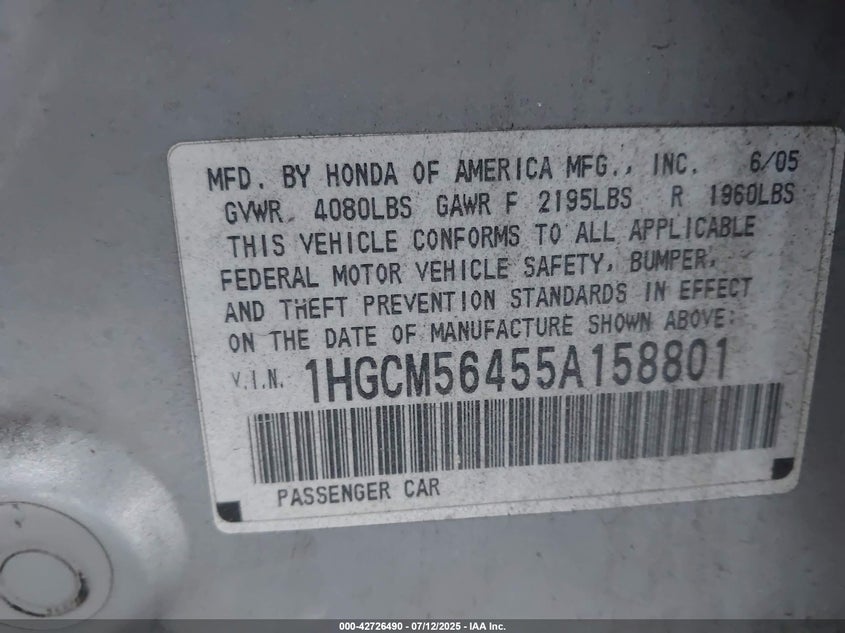 MFD. BY HONDA OF AMERICA MFG., INC. 6/05
GVWR 4080LBS GAWR F 2195LBS R 1960LBS
THIS VEHICLE CONFORMS TO ALL APPLICABLE
FEDERAL MOTOR VEHICLE SAFETY, BUMPER,
AND THEFT PREVENTION STANDARDS IN EFFECT
ON THE DATE OF MANUFACTURE SHOWN ABOVE:
V.I.N. 1HGCM56455A158801
PASSENGER CAR
000-42726490 - 07/12/2025 - IAA Inc.